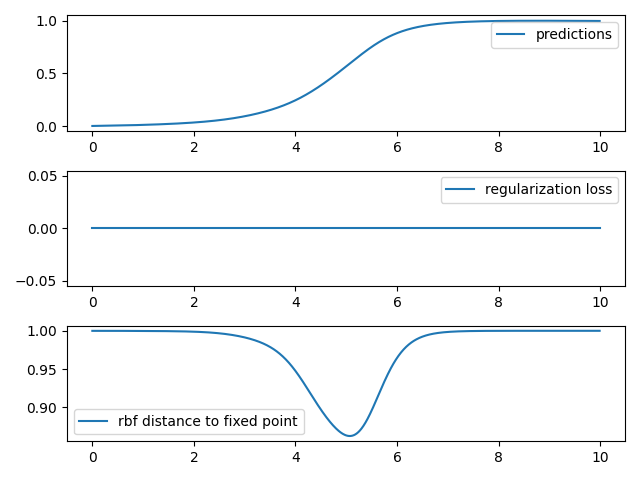 1.0
predictions
0.5
0.0
0 2 4 6 8 10
0.05
regularization loss
0.00
−0.05
0 2 4 6 8 10
1.00
0.95
0.90
rbf distance to fixed point
0 2 4 6 8 10